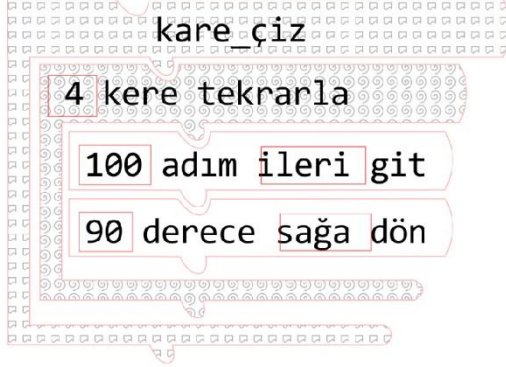 kare_çiz
4 kere tekrarla
100 adım ileri git
90 derece sağa dön